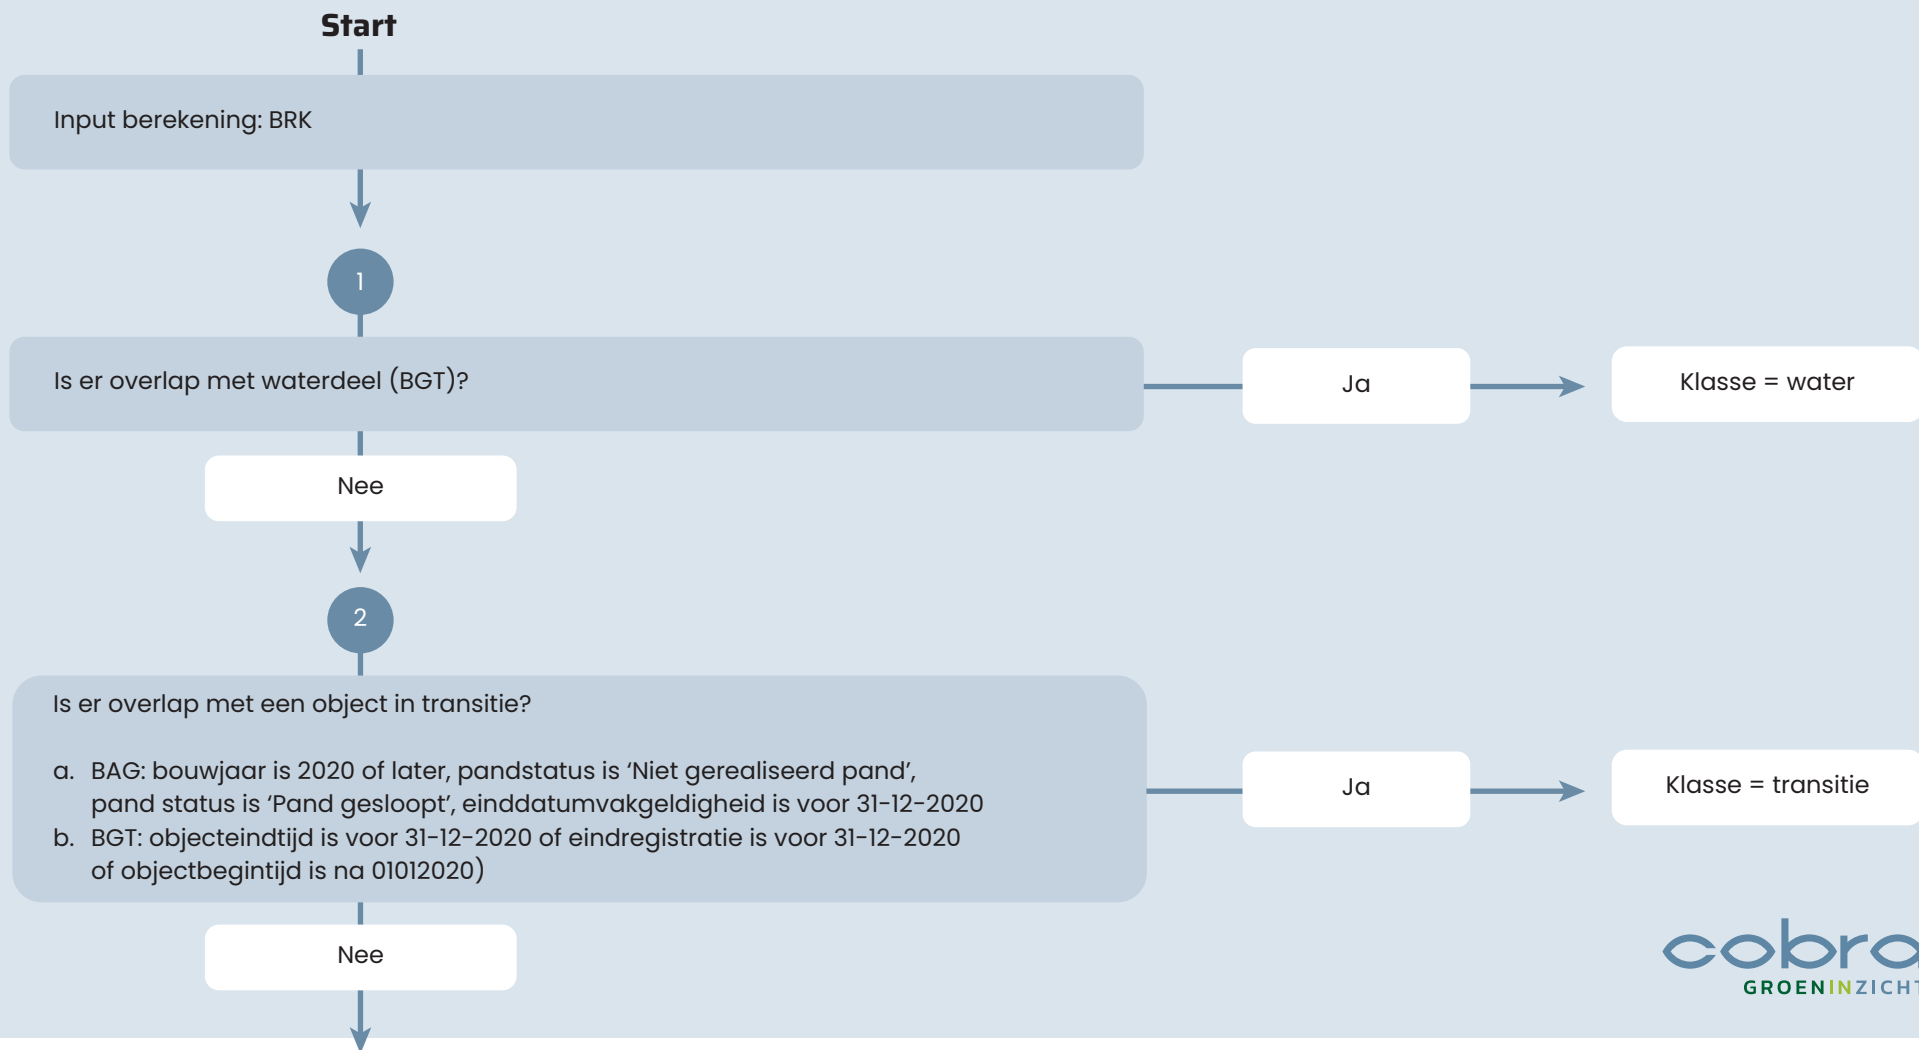 Start
Input berekening: BRK
1
Is er overlap met waterdeel (BGT)?
Ja
Klasse = water
Nee
2
Is er overlap met een object in transitie?
a. BAG: bouwjaar is 2020 of later, pandstatus is ‘Niet gerealiseerd pand’,
pand status is ‘Pand gesloopt’, einddatumvakgeldigheid is voor 31-12-2020
b. BGT: objecteindtijd is voor 31-12-2020 of eindregistratie is voor 31-12-2020
of objectbegintijd is na 01012020)
Ja
Klasse = transitie
Nee
cobra
GROENINZICHT